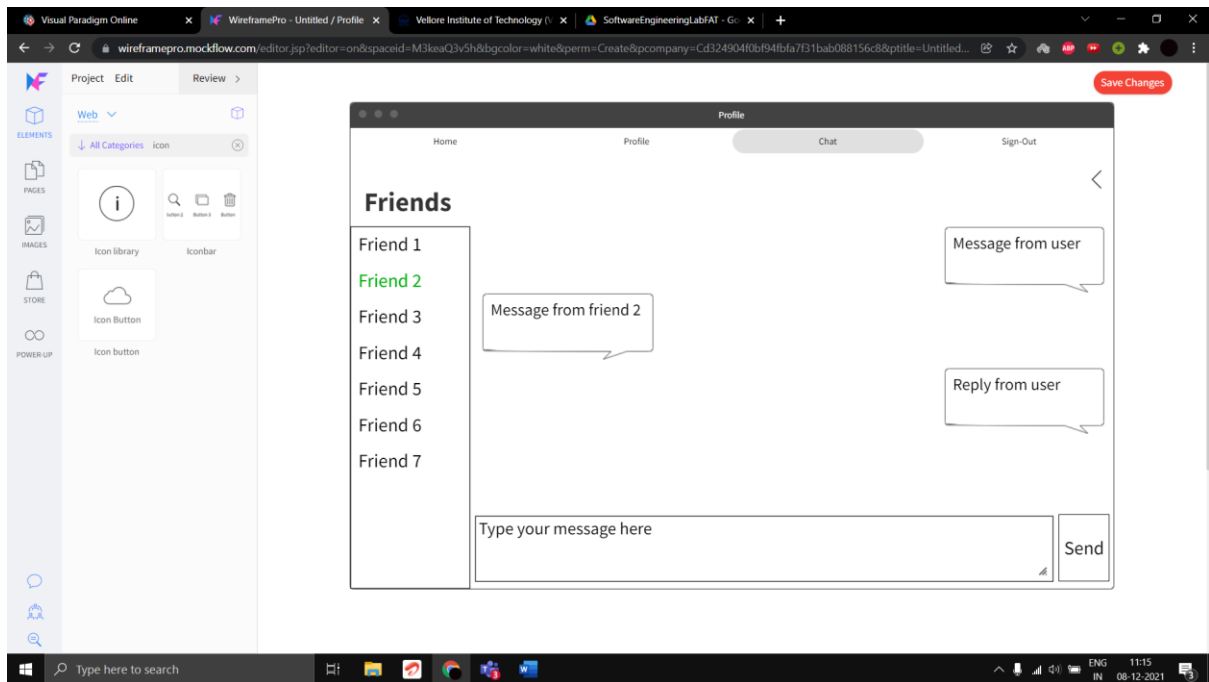 Visual Paradigm Online
WireframePro - Untitled / Profile
Vellore Institute of Technology (V
SoftwareEngineeringLabFAT - Go
wireframepro.mockflow.com/editor.jsp?editor=on&spaceid=M3keaQ3v5h&bgcolor=white&perm=Create&pcompany=Cd324904f0bf94fbfa7f31bab088156c8&ptitle=Untitled...
ABP
Project Edit Review >
Save Changes
Web
ELEMENTS
All Categories icon
PAGES
IMAGES
STORE
POWER-UP
i
Button 3 Button
Icon library Iconbar
Icon Button
Icon button
Profile
Home Profile Chat Sign-Out
Friends
Friend 1
Friend 2
Friend 3
Friend 4
Friend 5
Friend 6
Friend 7
Message from user
Message from friend 2
Reply from user
Type your message here
Send
Type here to search
ENG
IN
11:15
08-12-2021